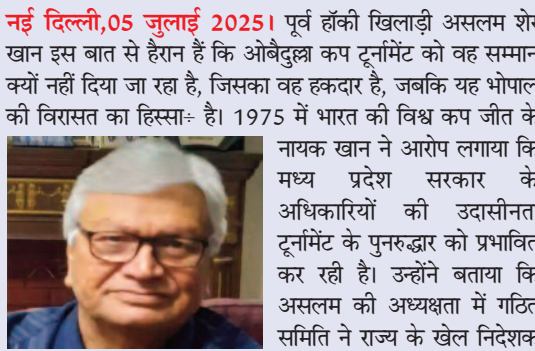 नई दिल्ली,05 जुलाई 2025। पूर्व हॉकी खिलाड़ी असलम शेर
खान इस बात से हैरान हैं कि ओबैदुल्ला कप टूर्नामेंट को वह सम्मान
क्यों नहीं दिया जा रहा है, जिसका वह हकदार है, जबकि यह भोपाल
की विरासत का हिस्सा÷ है। 1975 में भारत की विश्व कप जीत के
नायक खान ने आरोप लगाया कि
मध्य प्रदेश सरकार के
अधिकारियों की उदासीनता
टूर्नामेंट के पुनरुद्धार को प्रभावित
कर रही है। उन्होंने बताया कि
असलम की अध्यक्षता में गठित
समिति ने राज्य के खेल निदेशक